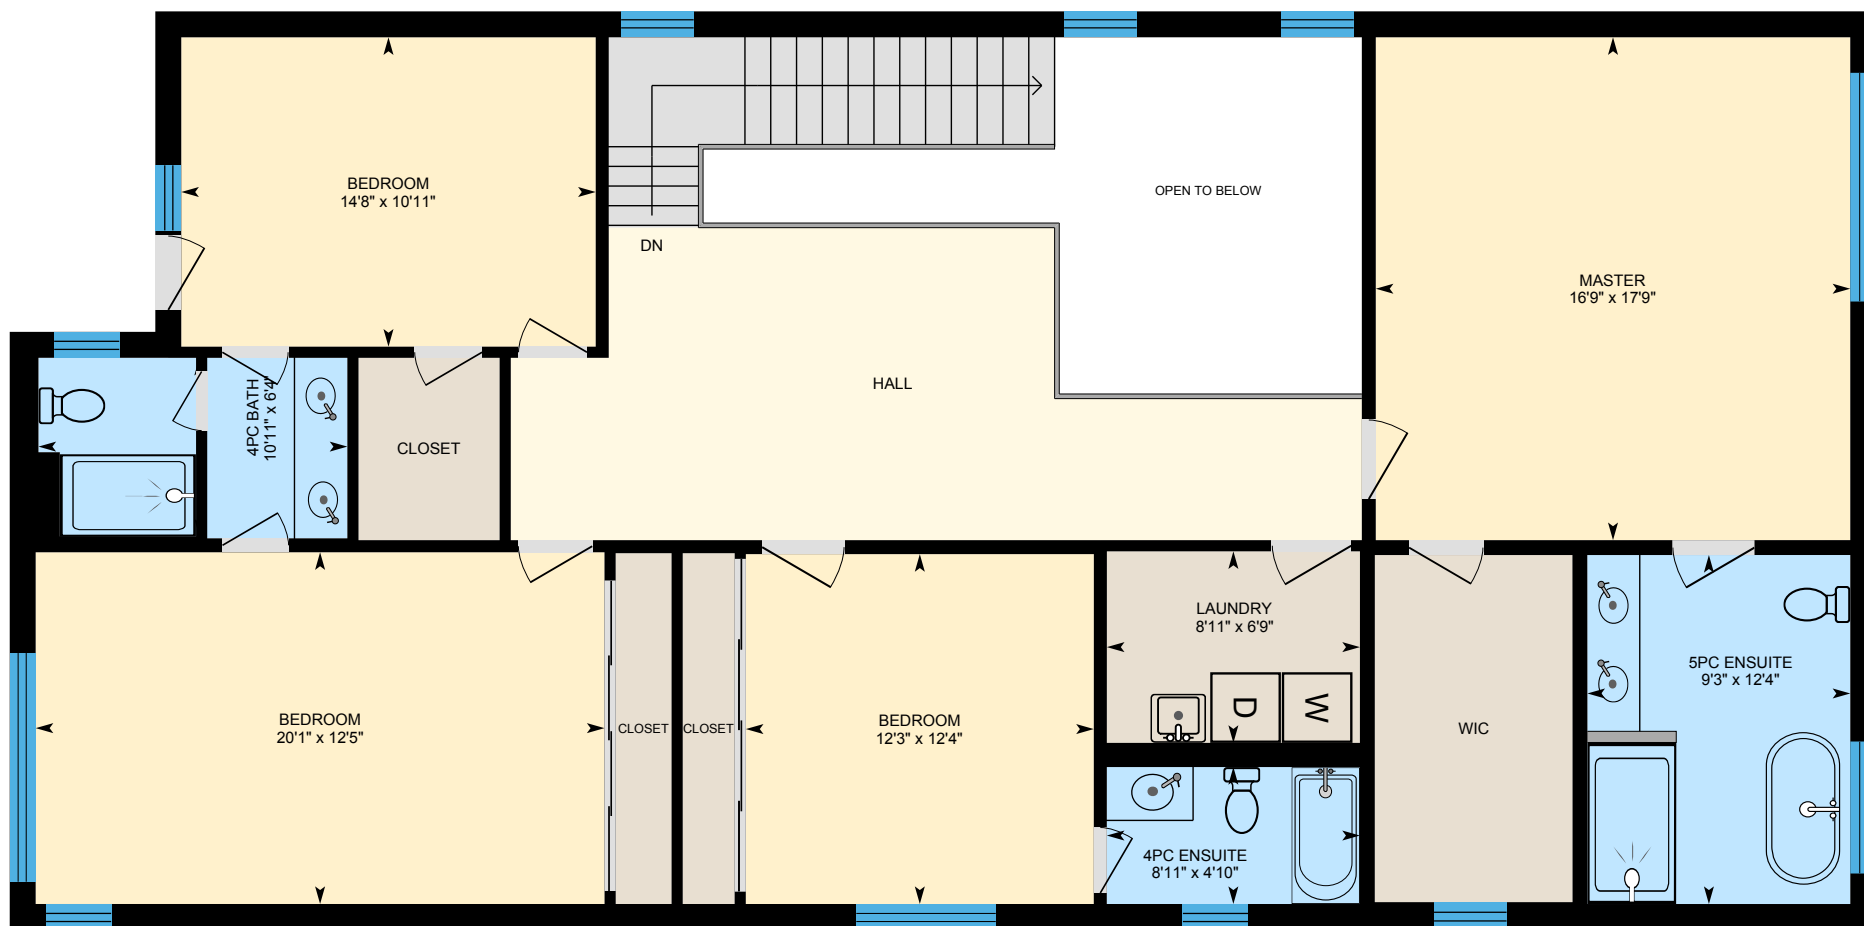 BEDROOM
14'8" x 10'11"
OPEN TO BELOW
DN
MASTER
16'9" x 17'9"
HALL
4PC BATH
10'11" x 6'4"
CLOSET
LAUNDRY
8'11" x 6'9"
D
W
BEDROOM
20'1" x 12'5"
CLOSET
CLOSET
BEDROOM
12'3" x 12'4"
WIC
5PC ENSUITE
9'3" x 12'4"
4PC ENSUITE
8'11" x 4'10"